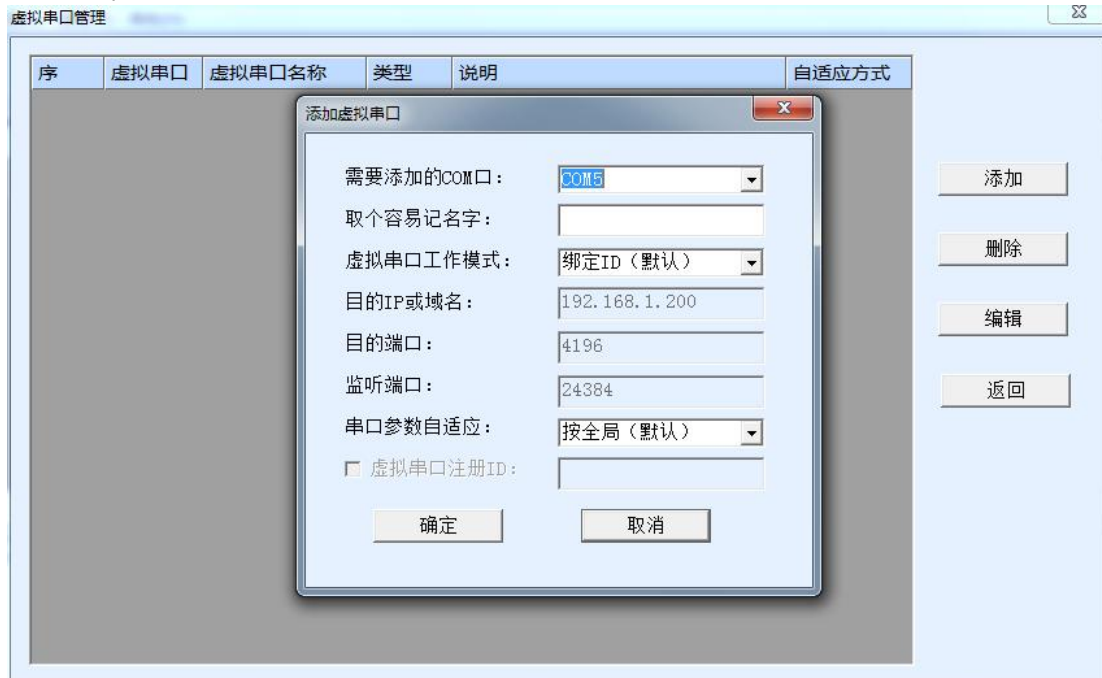 虚拟串口管理
序 虚拟串口 虚拟串口名称 类型 说明 自适应方式
添加虚拟串口
需要添加的COM口： COM5
取个容易记名字：
虚拟串口工作模式： 绑定ID（默认）
目的IP或域名： 192.168.1.200
目的端口： 4196
监听端口： 24384
串口参数自适应： 按全局（默认）
虚拟串口注册ID：
确定 取消
添加
删除
编辑
返回